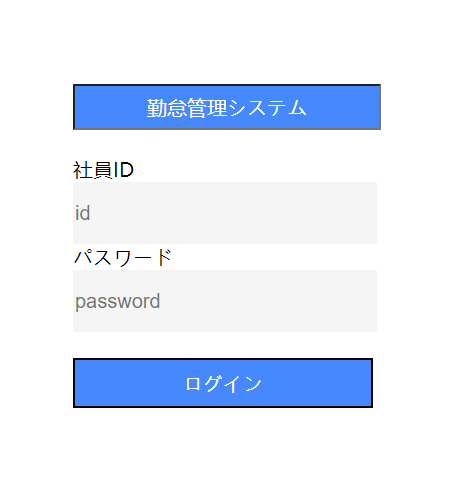 勤怠管理システム
社員ID
id
パスワード
password
ログイン